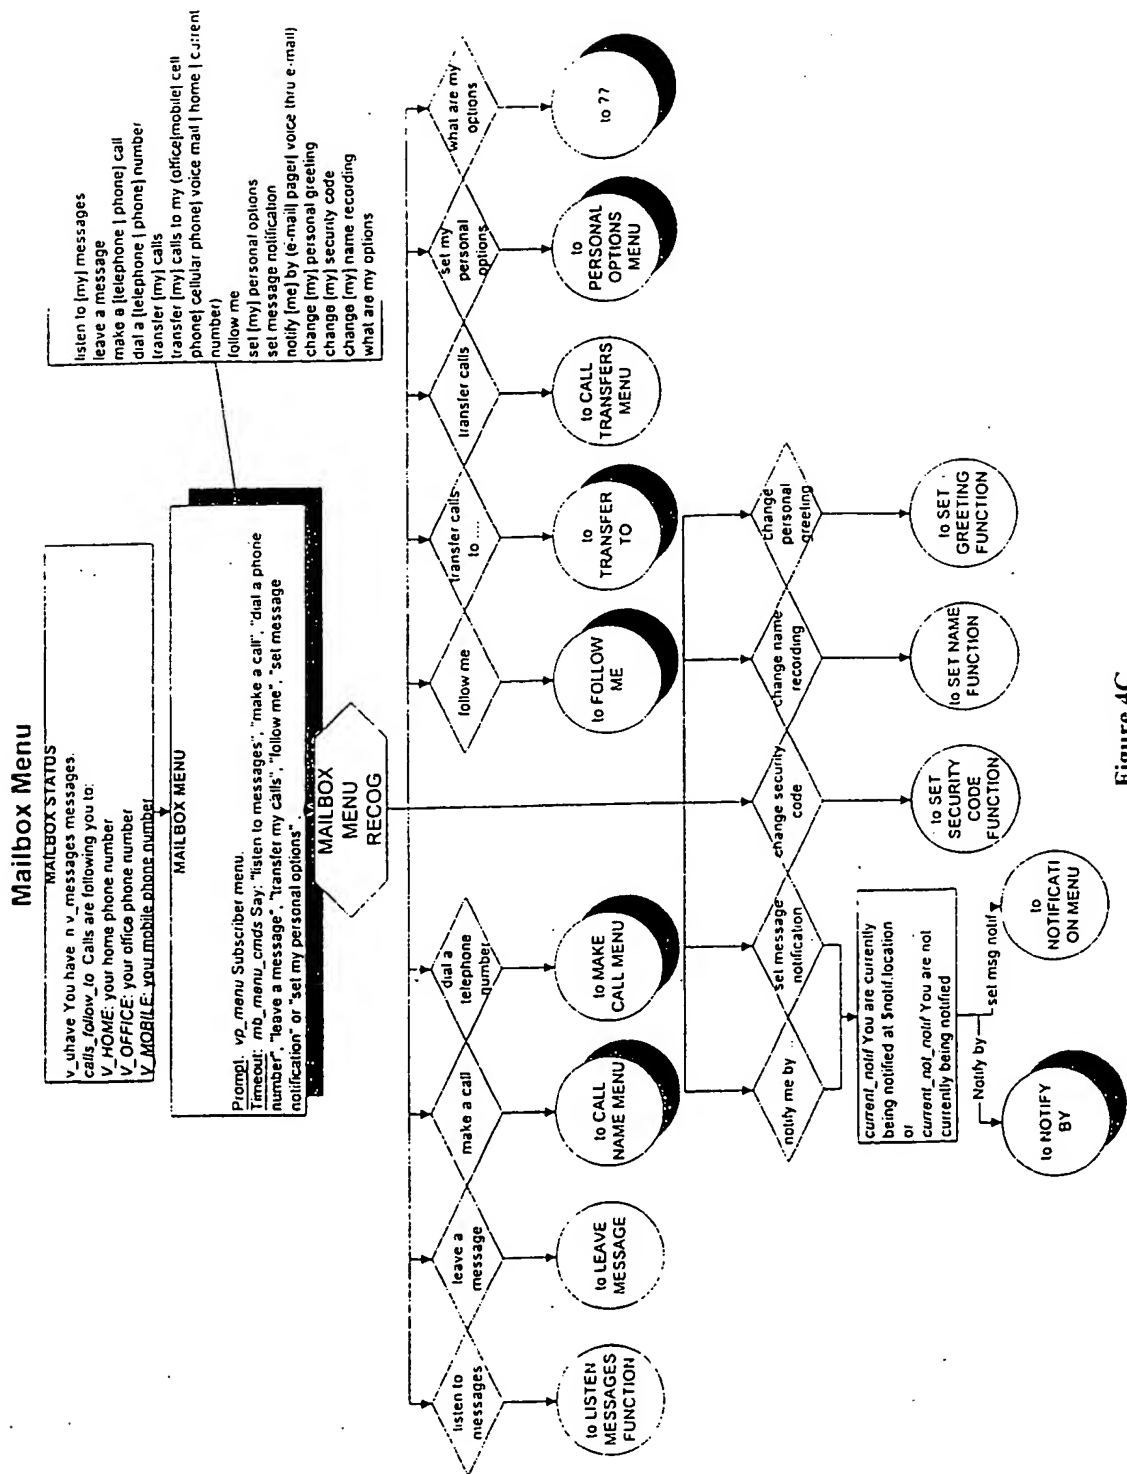 Mailbox Menu
MAILBOX STATUS
v_uhave You have n v_messages messages.
calls_follow_to Calls are following you to:
V_HOME: your home phone number
V_OFFICE: your office phone number
V_MOBILE: your mobile phone number
MAILBOX MENU
Prompt: vp_menu Subscriber menu.
Timeout: mb_menu_cmds Say: "listen to messages", "make a call", "dial a phone
number", "leave a message", "transfer my calls", "follow me", "set message
notification" or "set my personal options".
listen to [my] messages
leave a message
make a [telephone | phone] call
dial a [telephone | phone] number
transfer [my] calls
transfer [my] calls to my (office|mobile| cell
phone| cellular phone| voice mail | home | current
number)
follow me
set [my] personal options
set message notification
notify [me] by (e-mail| pager| voice thru e-mail)
change [my] personal greeting
change [my] security code
change [my] name recording
what are my options
MAILBOX
MENU
RECOG
listen to
messages
leave a
message
make a call
dial a
telephone
number
follow me
transfer calls
to ....
transfer calls
set my
personal
options
what are my
options
to LISTEN
MESSAGES
FUNCTION
to LEAVE
MESSAGE
to CALL
NAME MENU
to MAKE
CALL MENU
to FOLLOW
ME
to
TRANSFER
TO
to CALL
TRANSFERS
MENU
to
PERSONAL
OPTIONS
MENU
to ??
notify me by
set message
notification
change security
code
change name
recording
change
personal
greeting
current_notif You are currently
being notified at $notif.location
or
current_not_notif You are not
currently being notified
to SET
SECURITY
CODE
FUNCTION
to SET NAME
FUNCTION
to SET
GREETING
FUNCTION
Notify by
set msg notif
to NOTIFY
BY
to
NOTIFICATI
ON MENU
Figure 4C